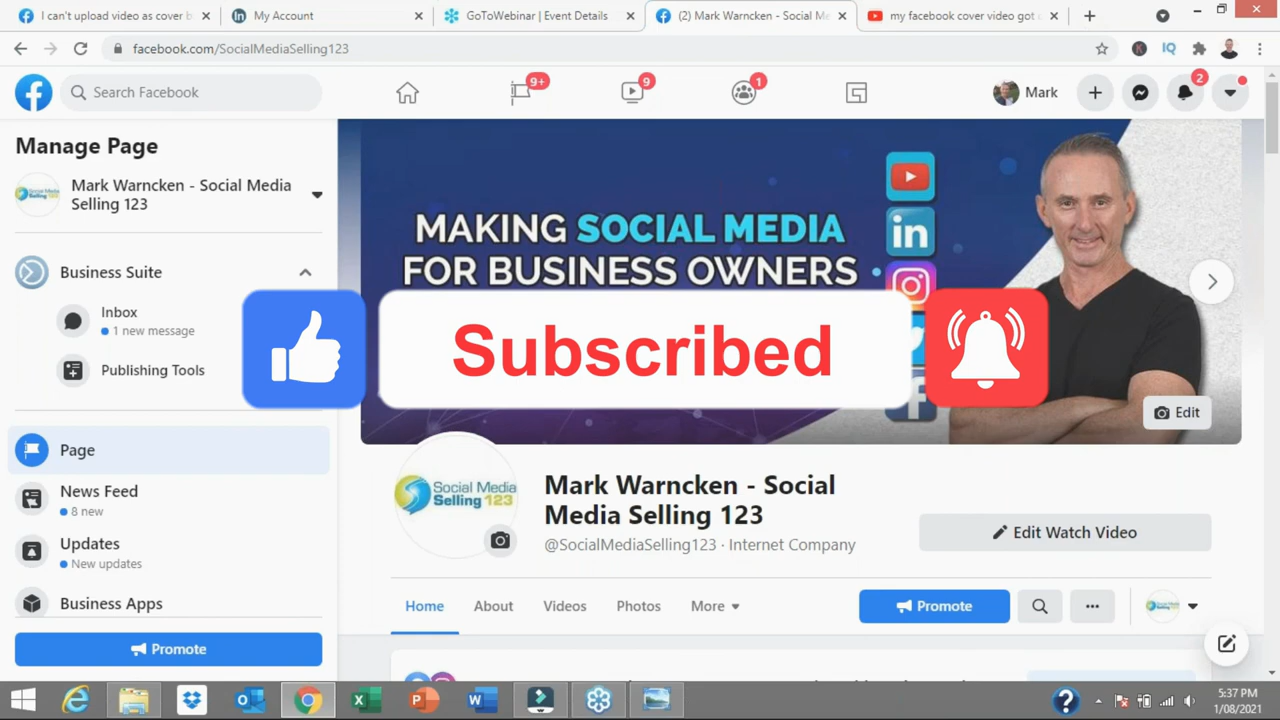 I can't upload video as cover b
My Account
GoToWebinar | Event Details
(2) Mark Warncken - Social Me
my facebook cover video got c
facebook.com/SocialMediaSelling123
K
IQ
Search Facebook
9+
9
1
Mark
2
Manage Page
Mark Warncken - Social Media
Selling 123
Business Suite
Inbox
1 new message
Publishing Tools
Page
News Feed
8 new
Updates
New updates
Business Apps
Promote
MAKING SOCIAL MEDIA
FOR BUSINESS OWNERS
in
Subscribed
Edit
Social Media
Selling 123
Mark Warncken - Social
Media Selling 123
@SocialMediaSelling123 · Internet Company
Edit Watch Video
Home
About
Videos
Photos
More
Promote
5:37 PM
1/08/2021